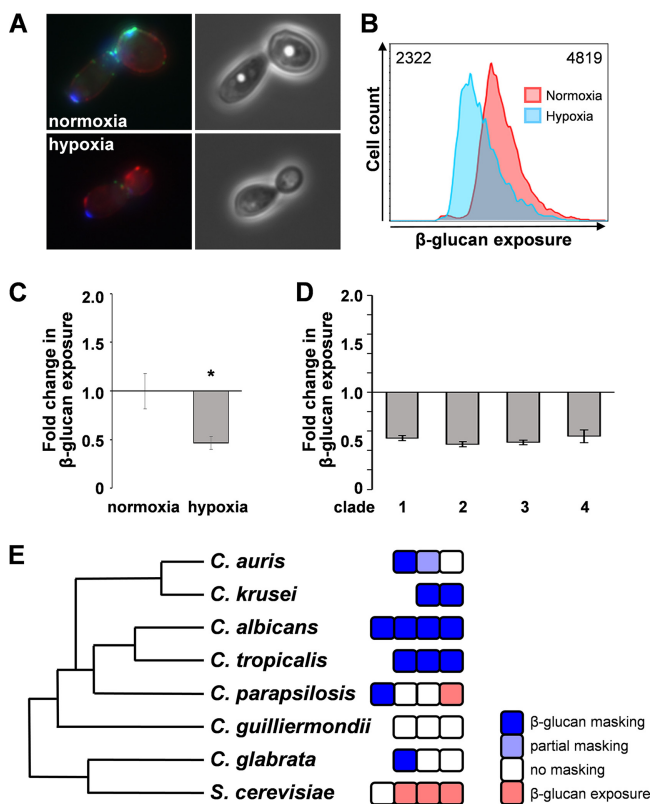 A
normoxia
hypoxia
B
2322
4819
Normoxia
Hypoxia
Cell count
β-glucan exposure
C
Fold change in
β-glucan exposure
2.0
1.5
1.0
0.5
0
*
normoxia hypoxia
D
Fold change in
β-glucan exposure
2.0
1.5
1.0
0.5
0
clade 1 2 3 4
E
C. auris
C. krusei
C. albicans
C. tropicalis
C. parapsilosis
C. guilliermondii
C. glabrata
S. cerevisiae
β-glucan masking
partial masking
no masking
β-glucan exposure